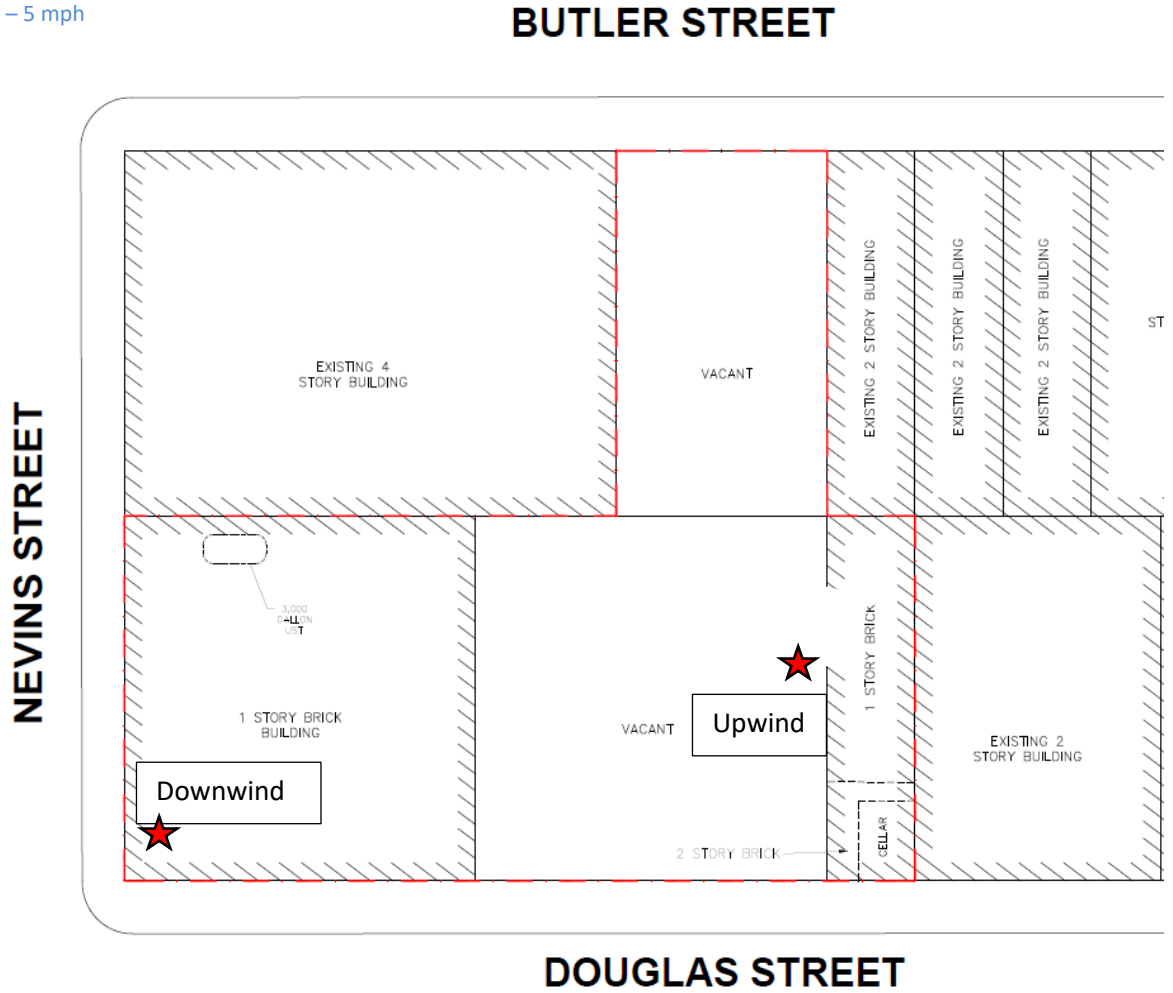 – 5 mph
BUTLER STREET
NEVINS STREET
EXISTING 4
STORY BUILDING
VACANT
EXISTING 2 STORY BUILDING
EXISTING 2 STORY BUILDING
EXISTING 2 STORY BUILDING
ST
3,000
GALLON
UST
1 STORY BRICK
BUILDING
Downwind
VACANT
Upwind
1 STORY BRICK
EXISTING 2
STORY BUILDING
2 STORY BRICK
CELLAR
DOUGLAS STREET